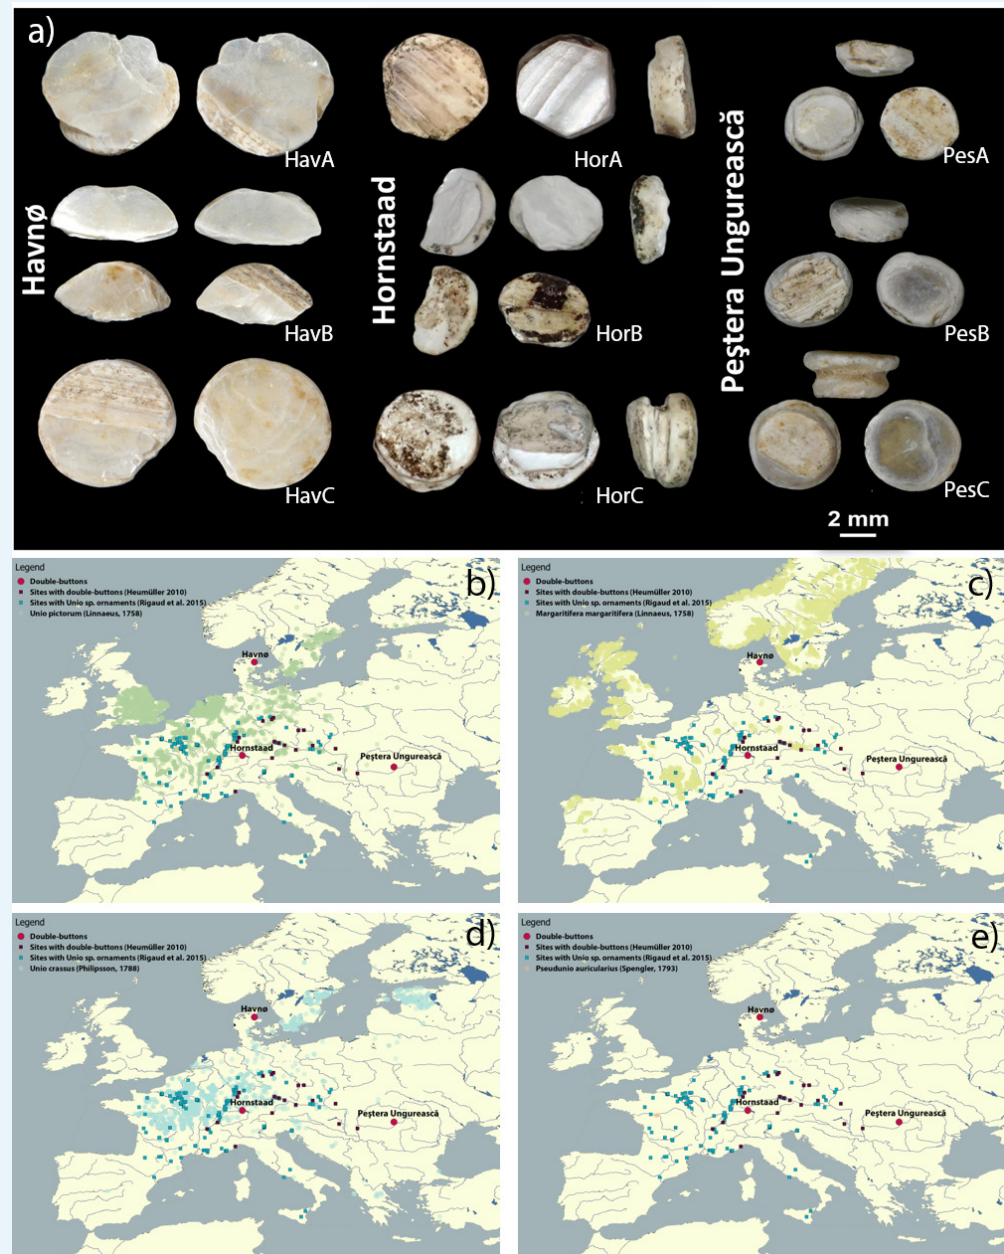 a)
Havnø
HavA
HavB
HavC
Hornstaad
HorA
HorB
HorC
Peştera Ungurească
PesA
PesB
PesC
2 mm
b)
Legend
Double-buttons
Sites with double-buttons (Heumüller 2010)
Sites with Unio sp. ornaments (Rigaud et al. 2015)
Unio pictorum (Linnaeus, 1758)
Havnø
Hornstaad
Peştera Ungurească
c)
Legend
Double-buttons
Sites with double-buttons (Heumüller 2010)
Sites with Unio sp. ornaments (Rigaud et al. 2015)
Margaritifera margaritifera (Linnaeus, 1758)
Havnø
Hornstaad
Peştera Ungurească
d)
Legend
Double-buttons
Sites with double-buttons (Heumüller 2010)
Sites with Unio sp. ornaments (Rigaud et al. 2015)
Unio crassus (Philipsson, 1788)
Havnø
Hornstaad
Peştera Ungurească
e)
Legend
Double-buttons
Sites with double-buttons (Heumüller 2010)
Sites with Unio sp. ornaments (Rigaud et al. 2015)
Pseudunio auricularius (Spengler, 1793)
Havnø
Hornstaad
Peştera Ungurească